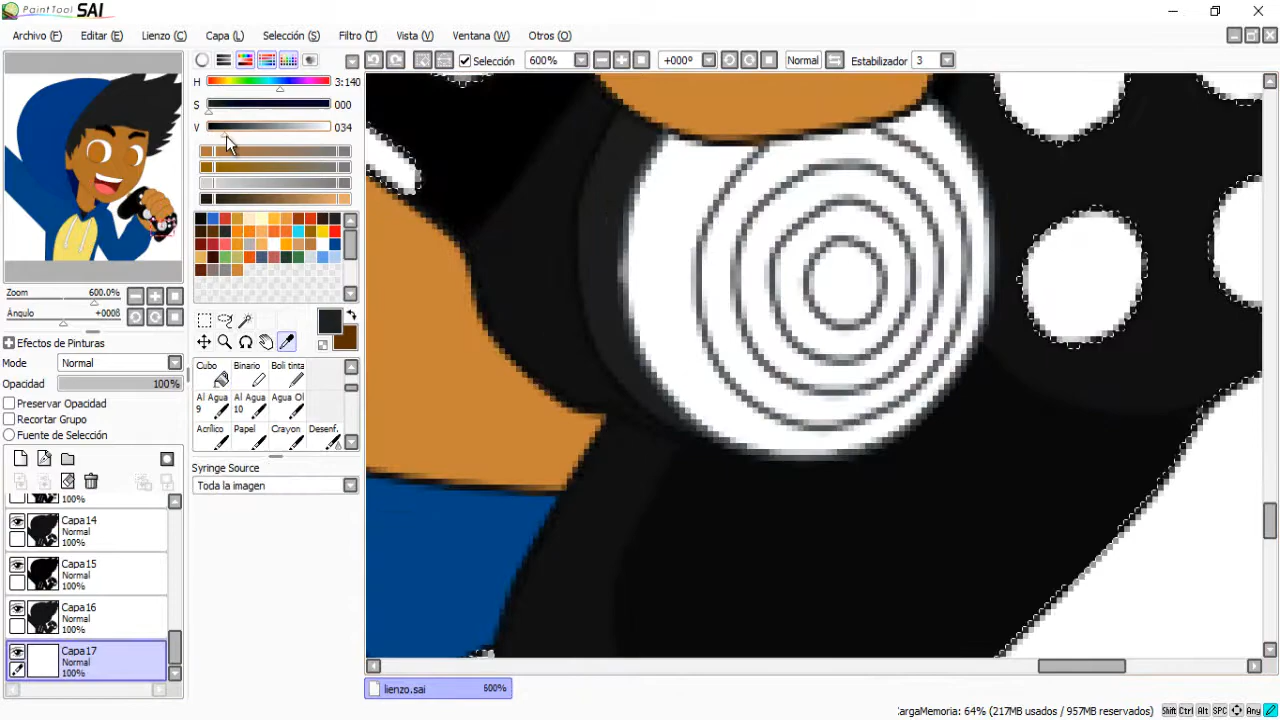 PaintTool SAI
Archivo (F) Editar (E) Lienzo (C) Capa (L) Selección (S) Filtro (T) Vista (V) Ventana (W) Otros (O)
Selección 600% +000º Normal Estabilizador 3
H 3:140
S 000
V 034
Zoom 600.0%
Ángulo +000ß
Efectos de Pinturas
Mode Normal
Opacidad 100%
Preservar Opacidad
Recortar Grupo
Fuente de Selección
100%
Capa14
Normal
100%
Capa15
Normal
100%
Capa16
Normal
100%
Capa17
Normal
100%
Cubo Binario Boli tinta
Al Agua 9 Al Agua 10 Agua Ol
Acrílico Papel Crayon Desenf.
Syringe Source
Toda la imagen
lienzo.sai 600%
CargaMemoria: 64% (217MB usados / 957MB reservados) Shift Ctrl Alt SPC Any